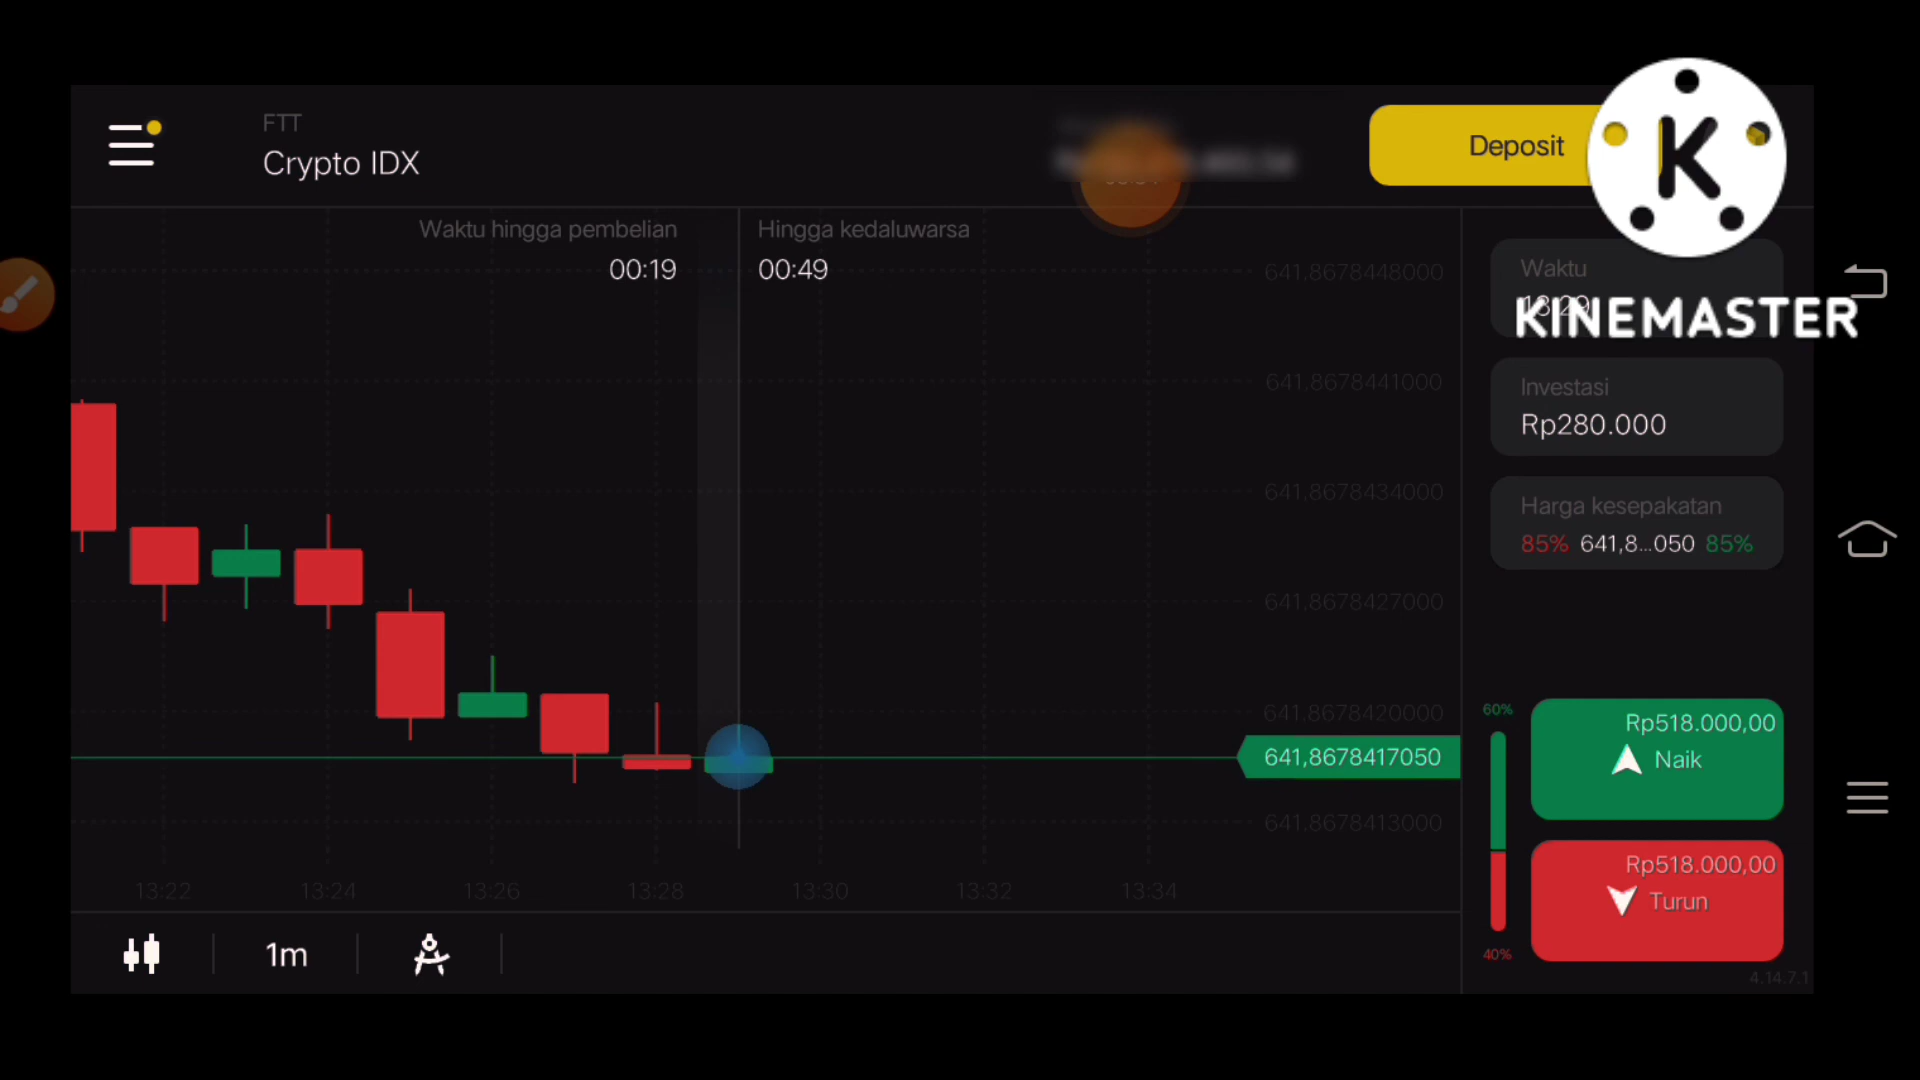 FTT
Crypto IDX
Deposit
Waktu hingga pembelian
00:19
Hingga kedaluwarsa
00:49
641,8678448000
641,8678441000
641,8678434000
641,8678427000
641,8678420000
641,8678417050
641,8678413000
13:22
13:24
13:26
13:28
13:30
13:32
13:34
1m
K
KINEMASTER
Waktu
13:29
Investasi
Rp280.000
Harga kesepakatan
85% 641,8...050 85%
60%
Rp518.000,00
Naik
Rp518.000,00
Turun
40%
4.14.7.1